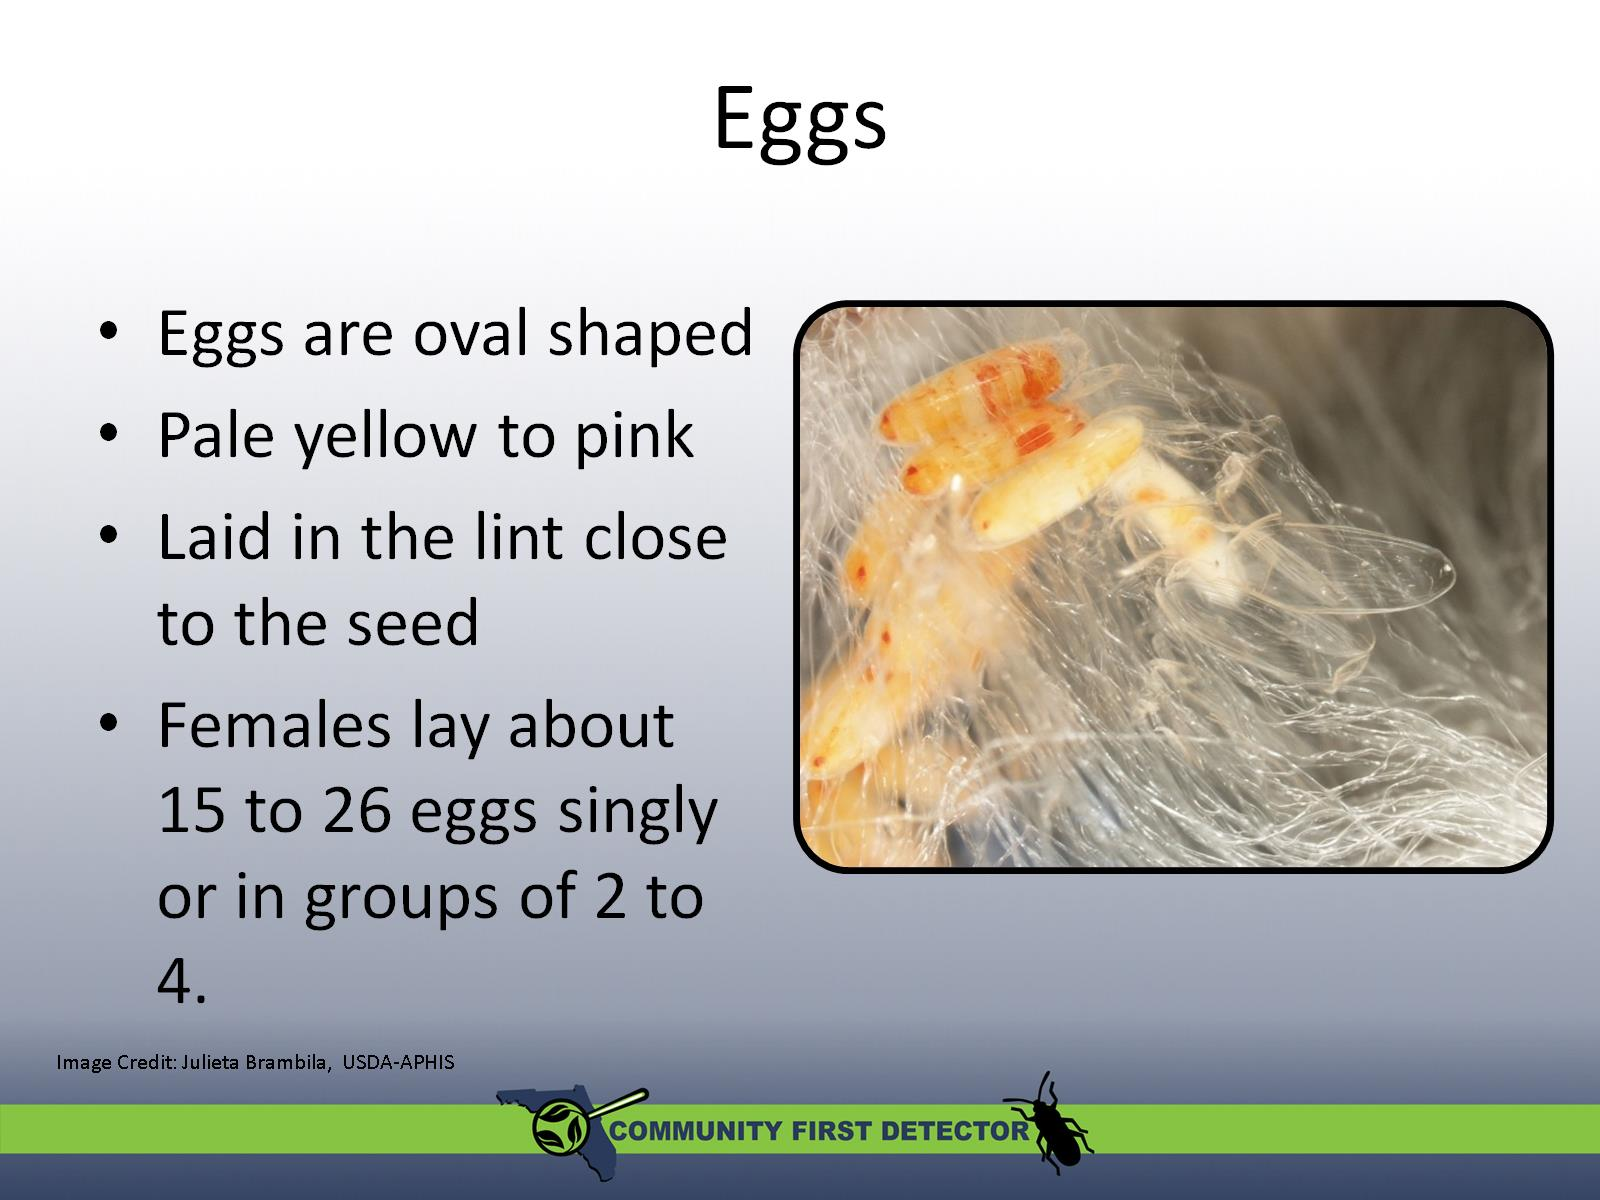 Eggs
• Eggs are oval shaped
• Pale yellow to pink
• Laid in the lint close
to the seed
• Females lay about
15 to 26 eggs singly
or in groups of 2 to
4.
Image Credit: Julieta Brambila, USDA-APHIS
COMMUNITY FIRST DETECTOR